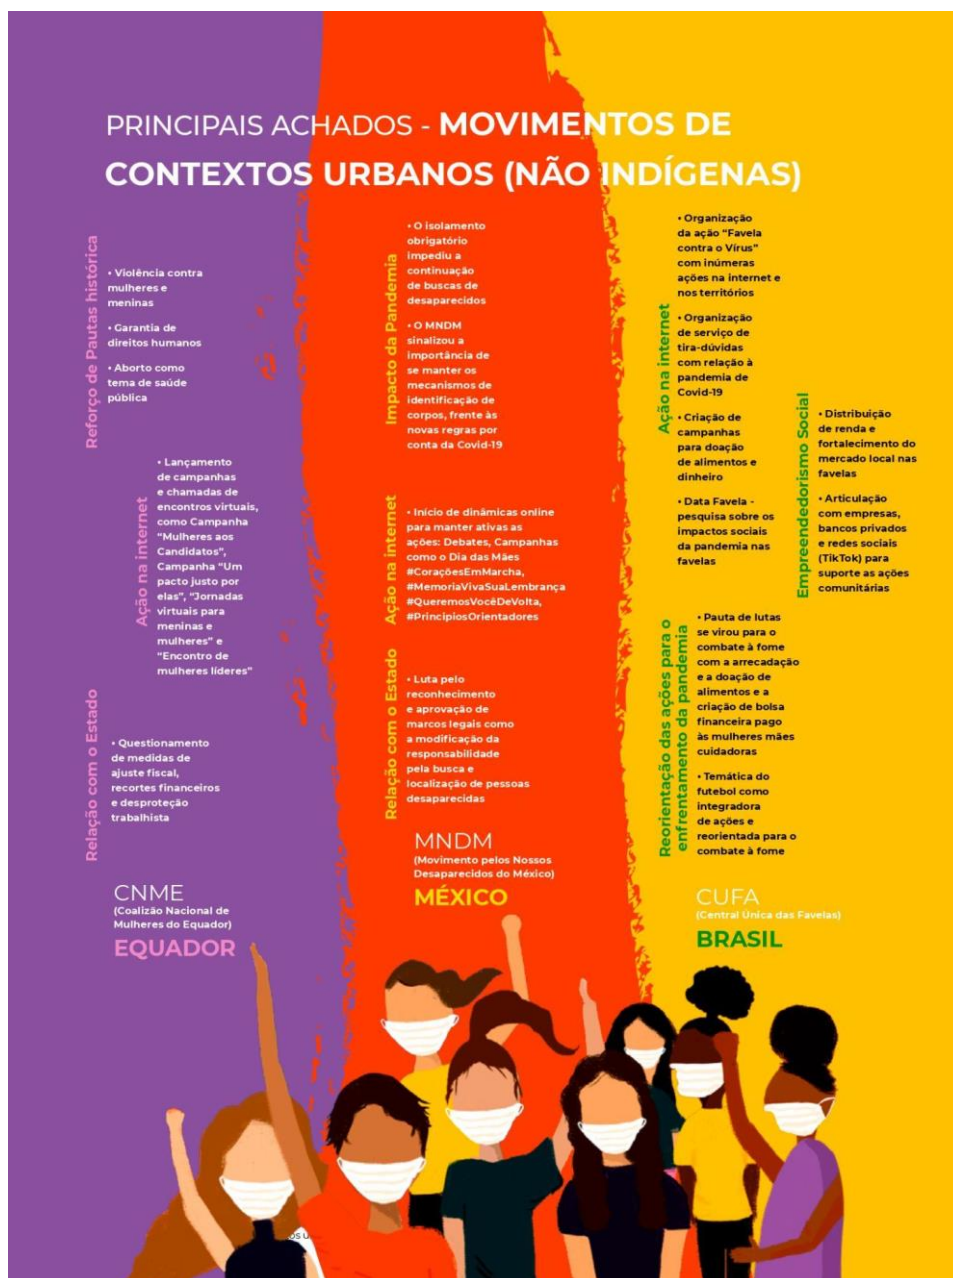 PRINCIPAIS ACHADOS - MOVIMENTOS DE
CONTEXTOS URBANOS (NÃO INDÍGENAS)
Reforço de Pautas histórica
• Violência contra
mulheres e
meninas
• Garantia de
direitos humanos
• Aborto como
tema de saúde
pública
Ação na internet
• Lançamento
de campanhas
e chamadas de
encontros virtuais,
como Campanha
“Mulheres aos
Candidatos”,
Campanha “Um
pacto justo por
elas”, “Jornadas
virtuais para
meninas e
mulheres” e
“Encontro de
mulheres líderes”
Relação com o Estado
• Questionamento
de medidas de
ajuste fiscal,
recortes financeiros
e desproteção
trabalhista
CNME
(Coalizão Nacional de
Mulheres do Equador)
EQUADOR
Impacto da Pandemia
• O isolamento
obrigatório
impediu a
continuação
de buscas de
desaparecidos
• O MNDM
sinalizou a
importância de
se manter os
mecanismos de
identificação de
corpos, frente às
novas regras por
conta da Covid-19
Ação na internet
• Início de dinâmicas online
para manter ativas as
ações: Debates, Campanhas
como o Dia das Mães
#CoraçõesEmMarcha,
#MemoriaVivaSuaLembrança
#QueremosVocêDeVolta,
#PrincipiosOrientadores
Relação com o Estado
• Luta pelo
reconhecimento
e aprovação de
marcos legais como
a modificação da
responsabilidade
pela busca e
localização de pessoas
desaparecidas
MNDM
(Movimento pelos Nossos
Desaparecidos do México)
MÉXICO
Ação na internet
• Organização
da ação “Favela
contra o Vírus”
com inúmeras
ações na internet e
nos territórios
• Organização
de serviço de
tira-dúvidas
com relação à
pandemia de
Covid-19
• Criação de
campanhas
para doação
de alimentos e
dinheiro
• Data Favela -
pesquisa sobre os
impactos sociais
da pandemia nas
favelas
Empreendedorismo Social
• Distribuição
de renda e
fortalecimento do
mercado local nas
favelas
• Articulação
com empresas,
bancos privados
e redes sociais
(TikTok) para
suporte as ações
comunitárias
Reorientação das ações para o
enfrentamento da pandemia
• Pauta de lutas
se virou para o
combate à fome
com a arrecadação
e a doação de
alimentos e a
criação de bolsa
financeira pago
às mulheres mães
cuidadoras
• Temática do
futebol como
integradora
de ações e
reorientada para o
combate à fome
CUFA
(Central Única das Favelas)
BRASIL